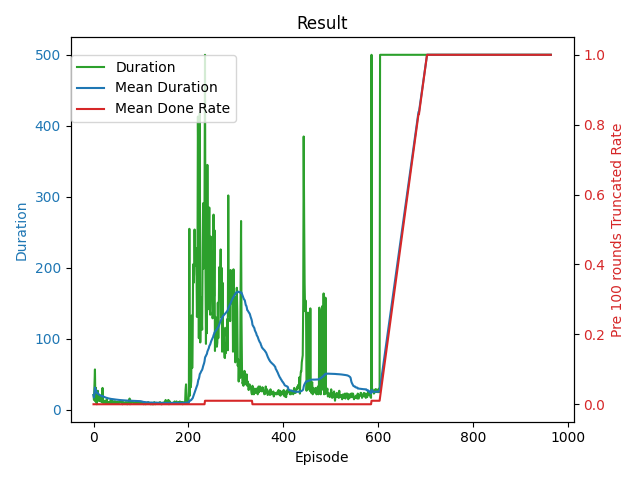 Result
Duration
Mean Duration
Mean Done Rate
500
400
300
200
100
0
Duration
1.0
0.8
0.6
0.4
0.2
0.0
Pre 100 rounds Truncated Rate
0 200 400 600 800 1000
Episode